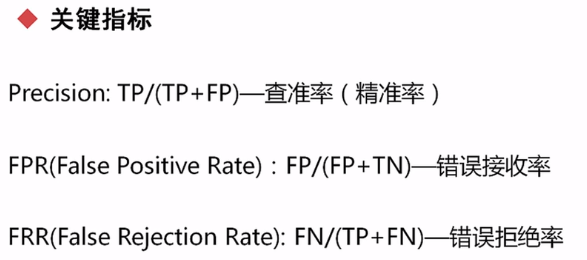 关键指标
Precision: TP/(TP+FP)—查准率（精准率）
FPR(False Positive Rate)：FP/(FP+TN)—错误接收率
FRR(False Rejection Rate): FN/(TP+FN)—错误拒绝率